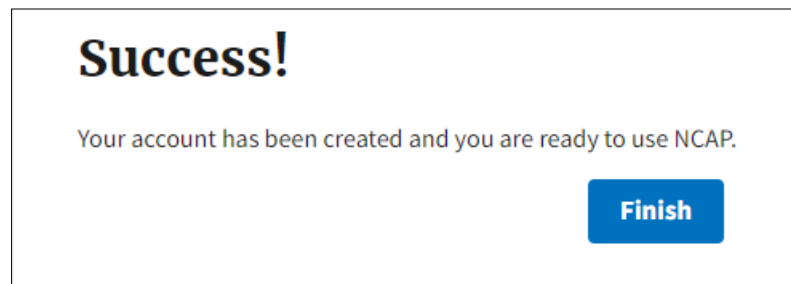 Success!
Your account has been created and you are ready to use NCAP.
Finish